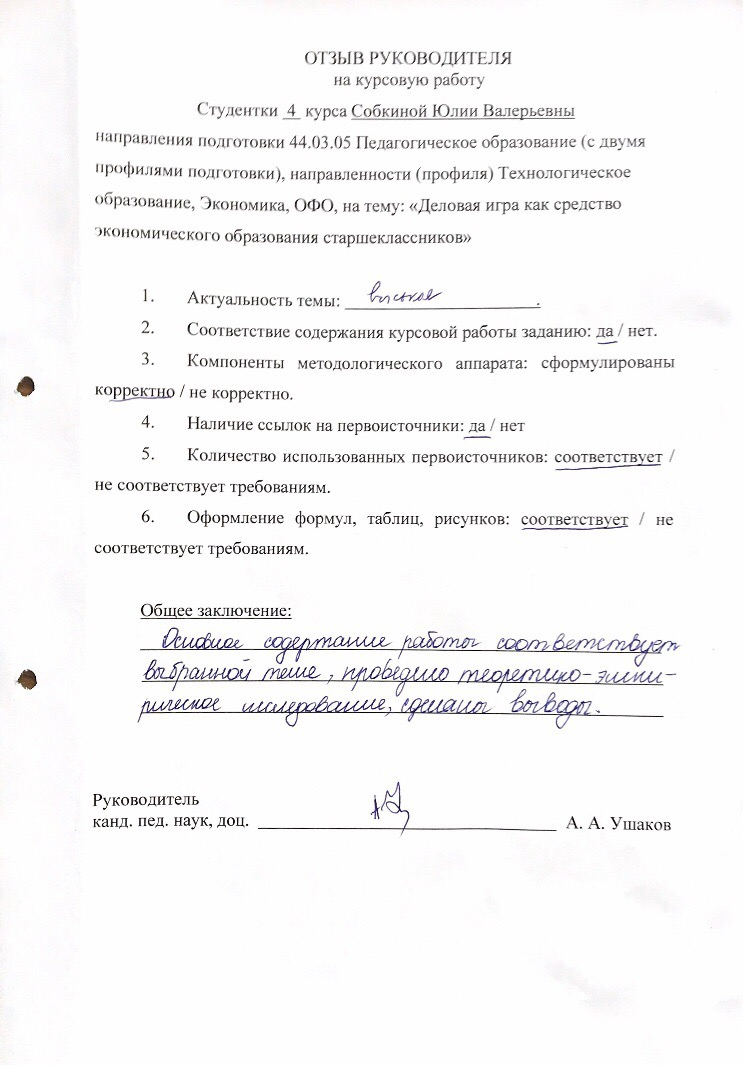 ОТЗЫВ РУКОВОДИТЕЛЯ
на курсовую работу
Студентки 4 курса Собкиной Юлии Валерьевны
направления подготовки 44.03.05 Педагогическое образование (с двумя
профилями подготовки), направленности (профиля) Технологическое
образование, Экономика, ОФО, на тему: «Деловая игра как средство
экономического образования старшеклассников»
1. Актуальность темы: высокая.
2. Соответствие содержания курсовой работы заданию: да / нет.
3. Компоненты методологического аппарата: сформулированы
корректно / не корректно.
4. Наличие ссылок на первоисточники: да / нет
5. Количество использованных первоисточников: соответствует /
не соответствует требованиям.
6. Оформление формул, таблиц, рисунков: соответствует / не
соответствует требованиям.
Общее заключение:
Основное содержание работы соответствует
выбранной теме, проведено теоретико-эмпи-
рическое исследование, сделаны выводы.
Руководитель
канд. пед. наук, доц. А. А. Ушаков